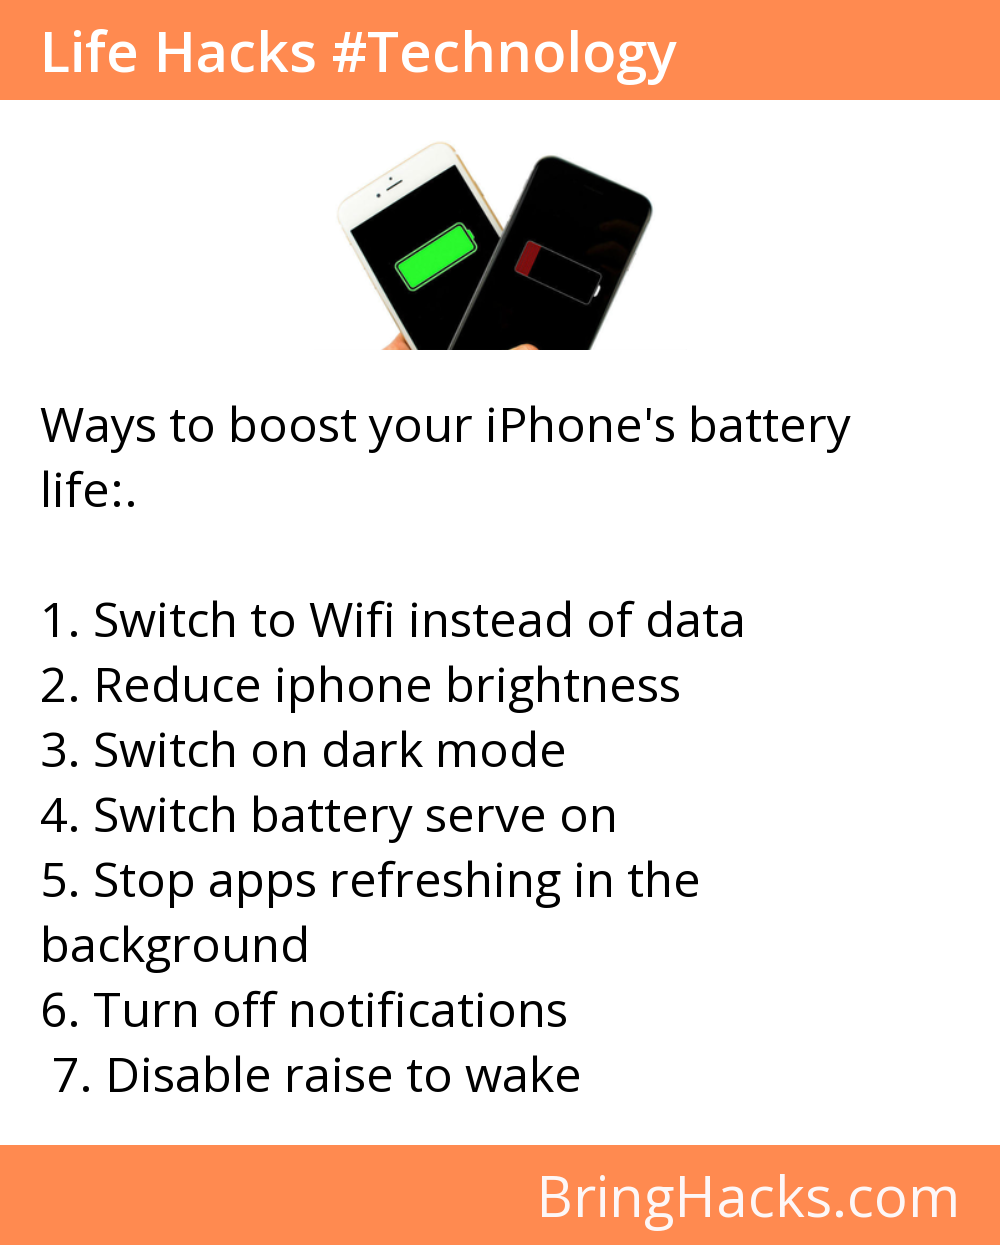 Life Hacks #Technology
Ways to boost your iPhone's battery
life:.
1. Switch to Wifi instead of data
2. Reduce iphone brightness
3. Switch on dark mode
4. Switch battery serve on
5. Stop apps refreshing in the
background
6. Turn off notifications
7. Disable raise to wake
BringHacks.com